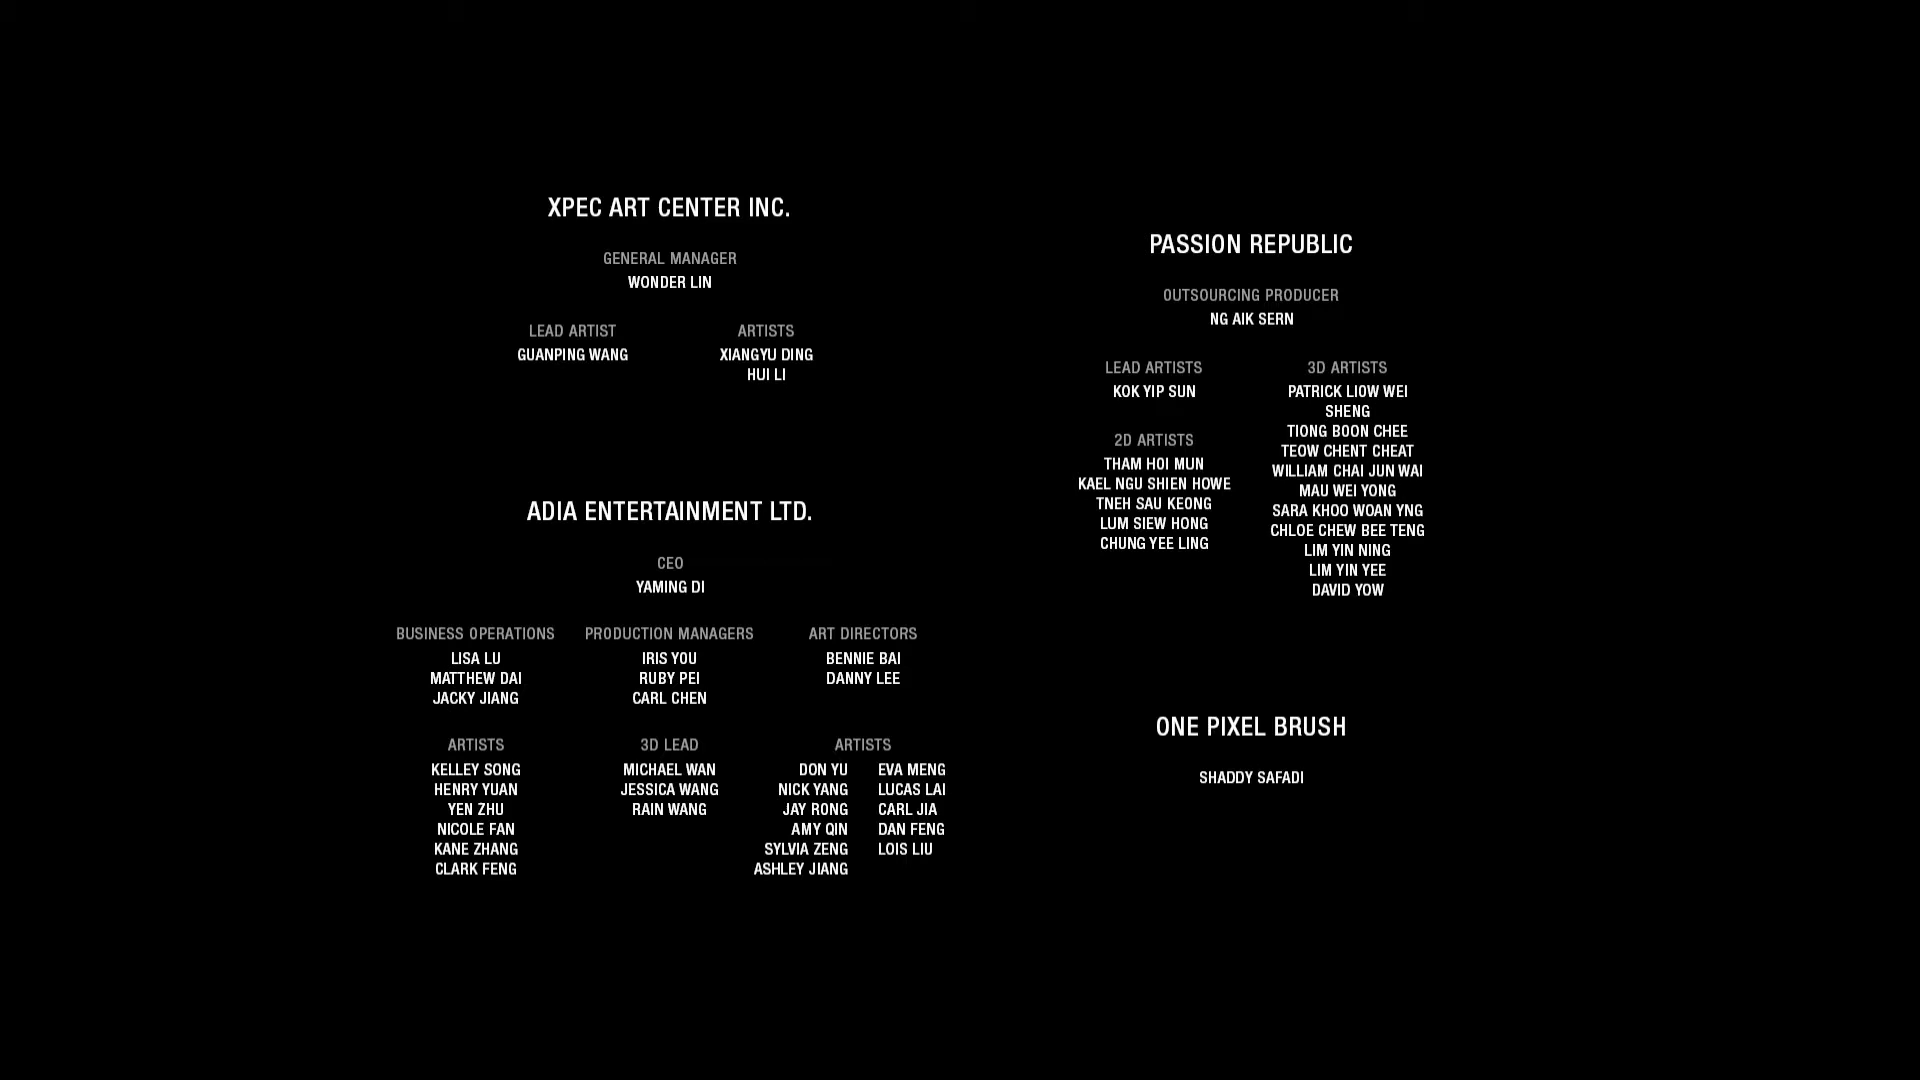 XPEC ART CENTER INC.
GENERAL MANAGER
WONDER LIN
LEAD ARTIST
GUANPING WANG
ARTISTS
XIANGYU DING
HUI LI
ADIA ENTERTAINMENT LTD.
CEO
YAMING DI
BUSINESS OPERATIONS
LISA LU
MATTHEW DAI
JACKY JIANG
PRODUCTION MANAGERS
IRIS YOU
RUBY PEI
CARL CHEN
ART DIRECTORS
BENNIE BAI
DANNY LEE
ARTISTS
KELLEY SONG
HENRY YUAN
YEN ZHU
NICOLE FAN
KANE ZHANG
CLARK FENG
3D LEAD
MICHAEL WAN
JESSICA WANG
RAIN WANG
ARTISTS
DON YU
NICK YANG
JAY RONG
AMY QIN
SYLVIA ZENG
ASHLEY JIANG
EVA MENG
LUCAS LAI
CARL JIA
DAN FENG
LOIS LIU
PASSION REPUBLIC
OUTSOURCING PRODUCER
NG AIK SERN
LEAD ARTISTS
KOK YIP SUN
2D ARTISTS
THAM HOI MUN
KAEL NGU SHIEN HOWE
TNEH SAU KEONG
LUM SIEW HONG
CHUNG YEE LING
3D ARTISTS
PATRICK LIOW WEI
SHENG
TIONG BOON CHEE
TEOW CHENT CHEAT
WILLIAM CHAI JUN WAI
MAU WEI YONG
SARA KHOO WOAN YNG
CHLOE CHEW BEE TENG
LIM YIN NING
LIM YIN YEE
DAVID YOW
ONE PIXEL BRUSH
SHADDY SAFADI